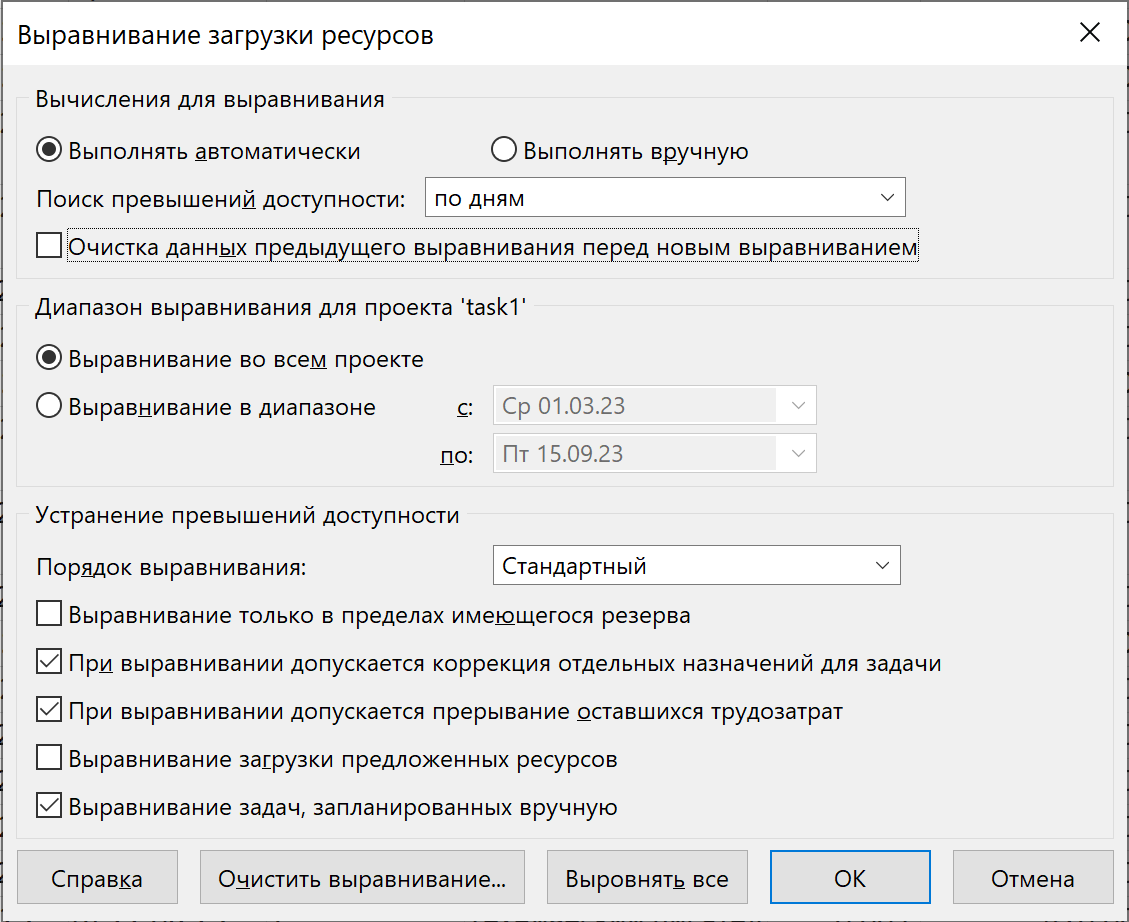 Выравнивание загрузки ресурсов
Вычисления для выравнивания
Выполнять автоматически Выполнять вручную
Поиск превышений доступности: по дням
Очистка данных предыдущего выравнивания перед новым выравниванием
Диапазон выравнивания для проекта 'task1'
Выравнивание во всем проекте
Выравнивание в диапазоне с: Ср 01.03.23
по: Пт 15.09.23
Устранение превышений доступности
Порядок выравнивания: Стандартный
Выравнивание только в пределах имеющегося резерва
При выравнивании допускается коррекция отдельных назначений для задачи
При выравнивании допускается прерывание оставшихся трудозатрат
Выравнивание загрузки предложенных ресурсов
Выравнивание задач, запланированных вручную
Справка Очистить выравнивание... Выровнять все ОК Отмена